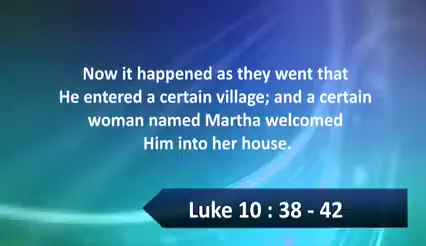 Now it happened as they went that
He entered a certain village; and a certain
woman named Martha welcomed
Him into her house.
Luke 10 : 38 - 42